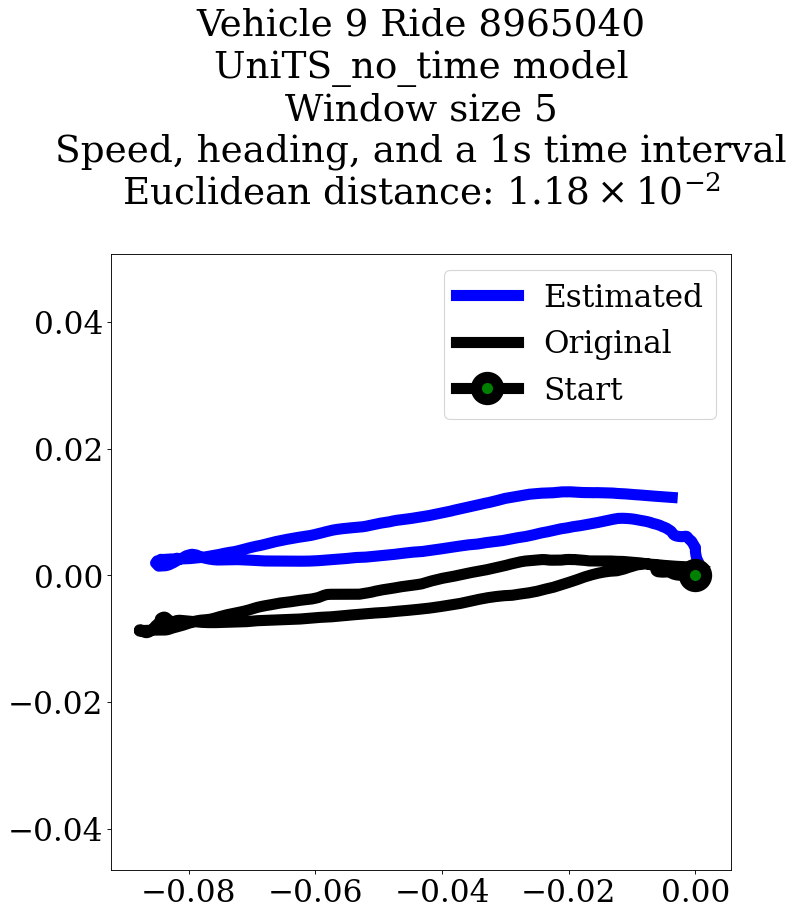 Vehicle 9 Ride 8965040
UniTS_no_time model
Window size 5
Speed, heading, and a 1s time interval
Euclidean distance: 1.18 × 10⁻²
Estimated
Original
Start
0.04
0.02
0.00
−0.02
−0.04
−0.08
−0.06
−0.04
−0.02
0.00